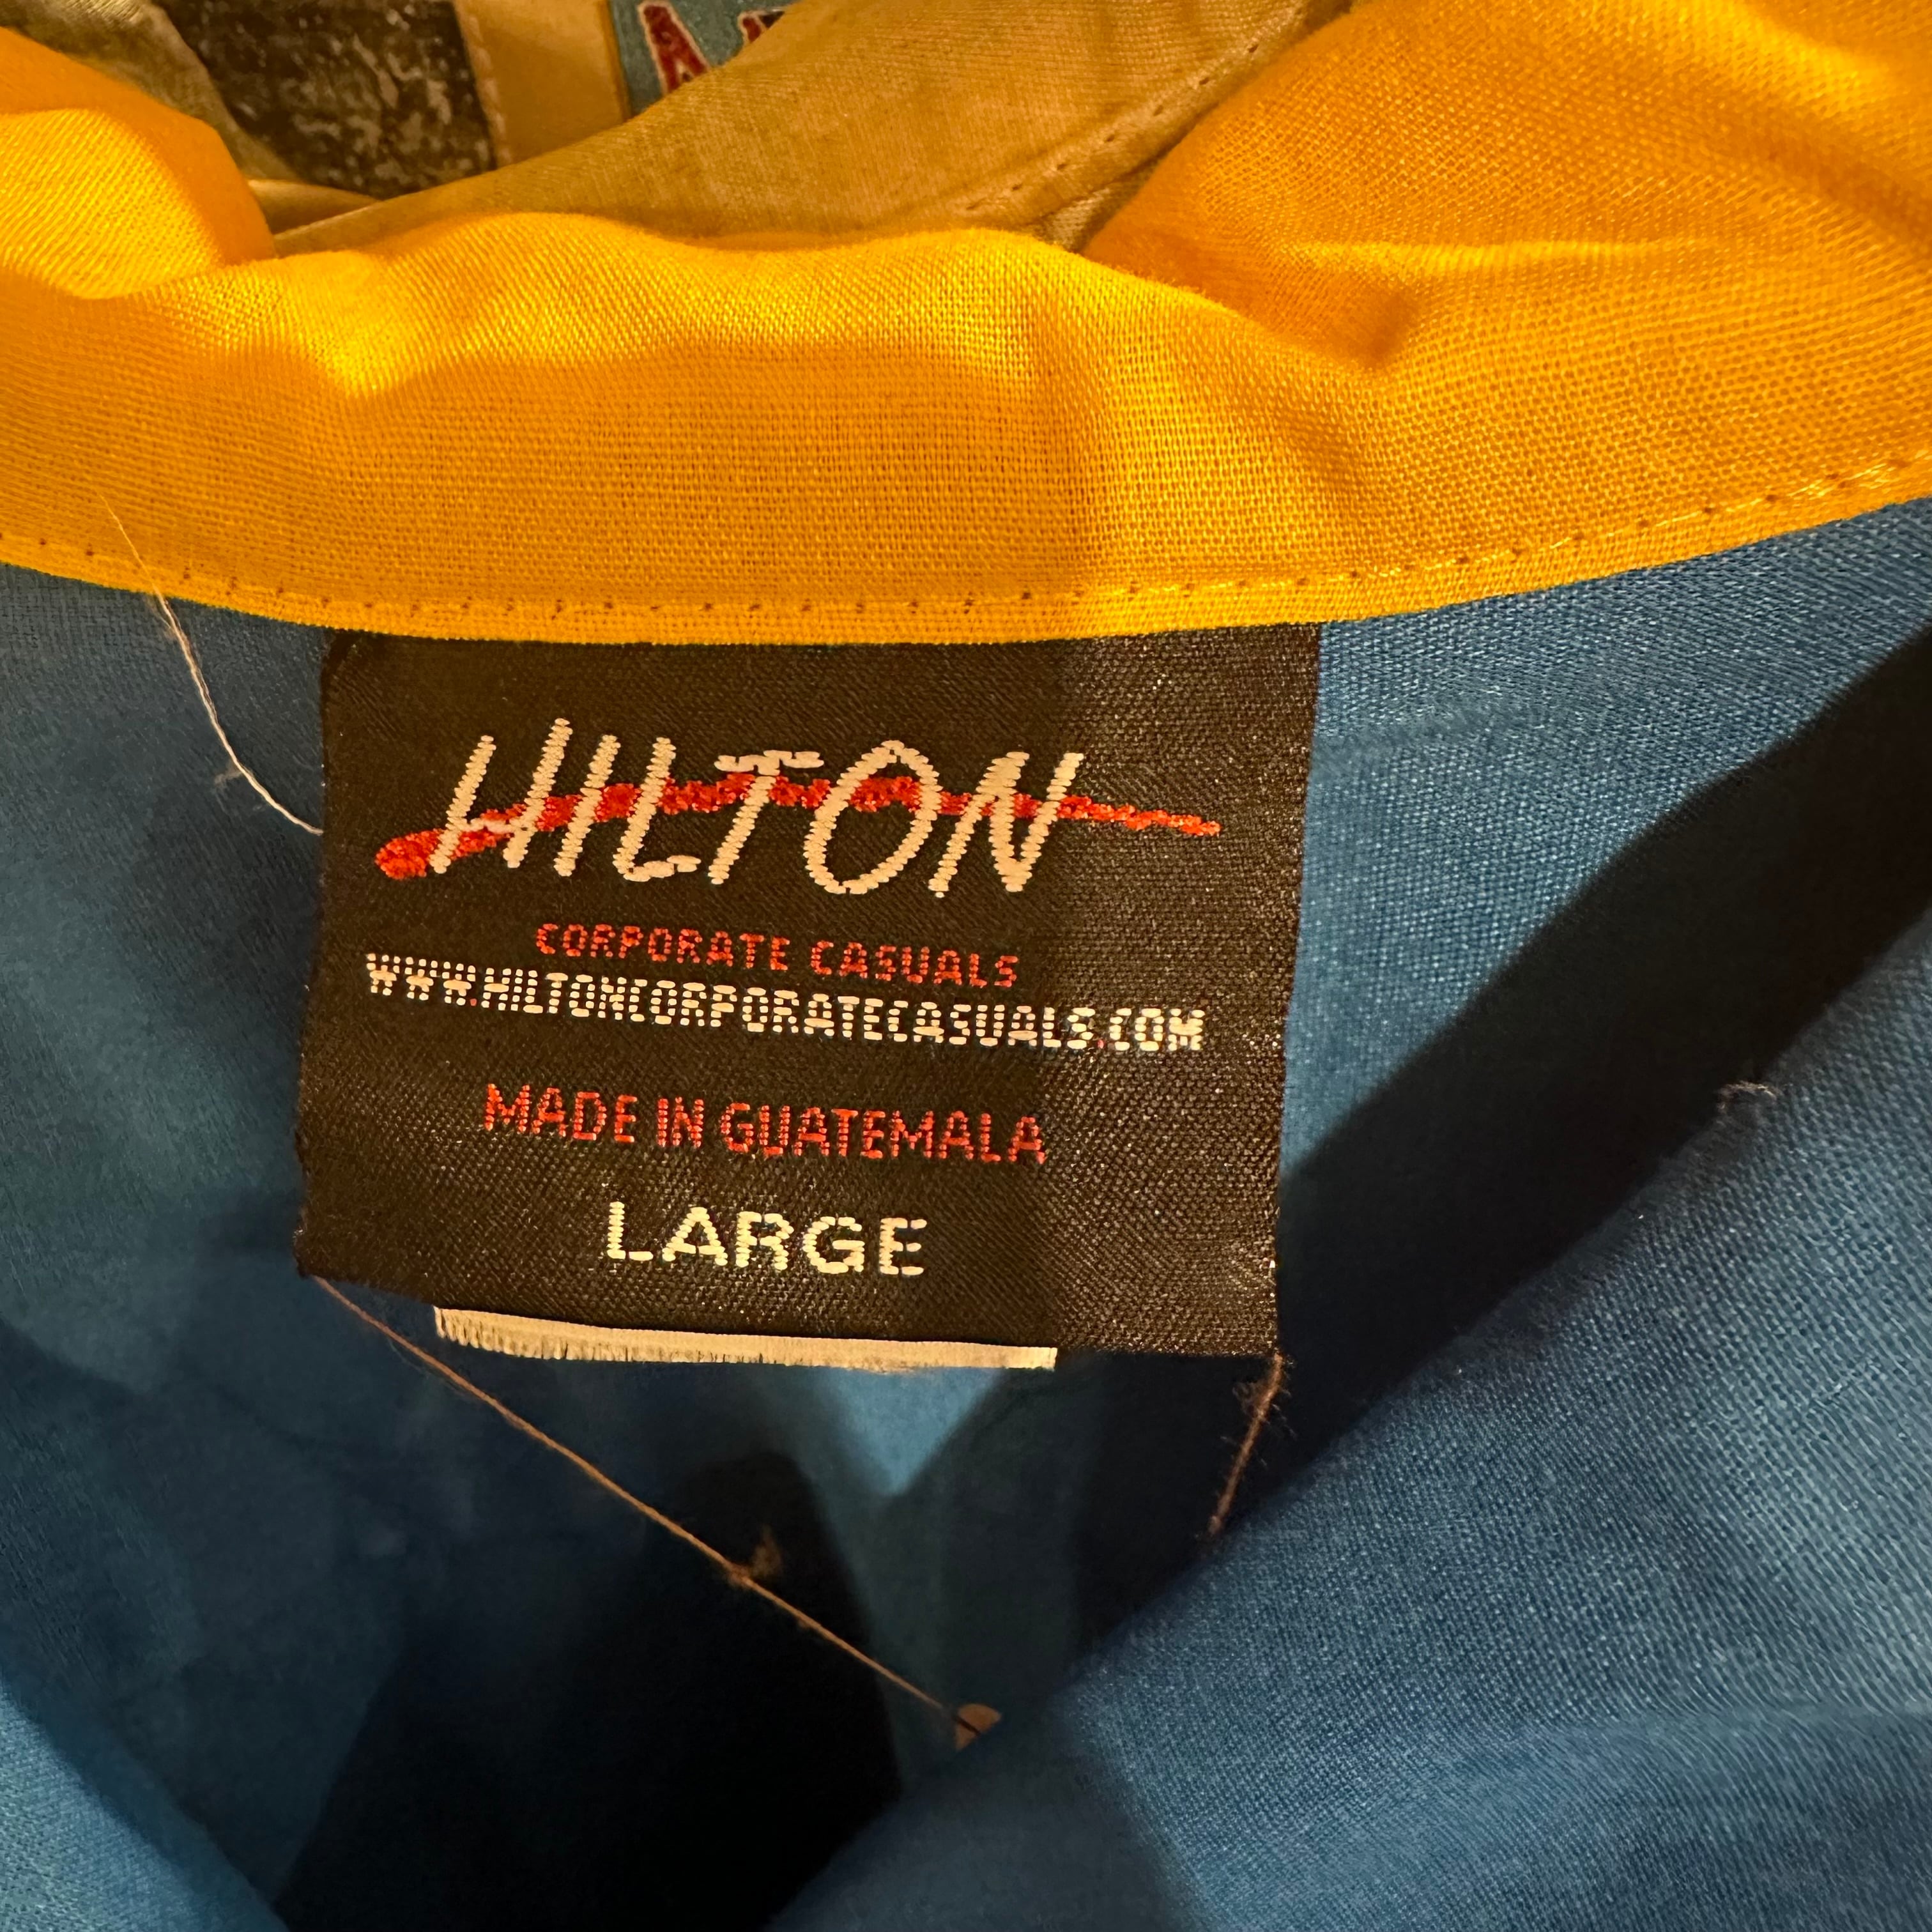 HILTON
CORPORATE CASUALS
WWW.HILTONCORPORATECASUALS.COM
MADE IN GUATEMALA
LARGE